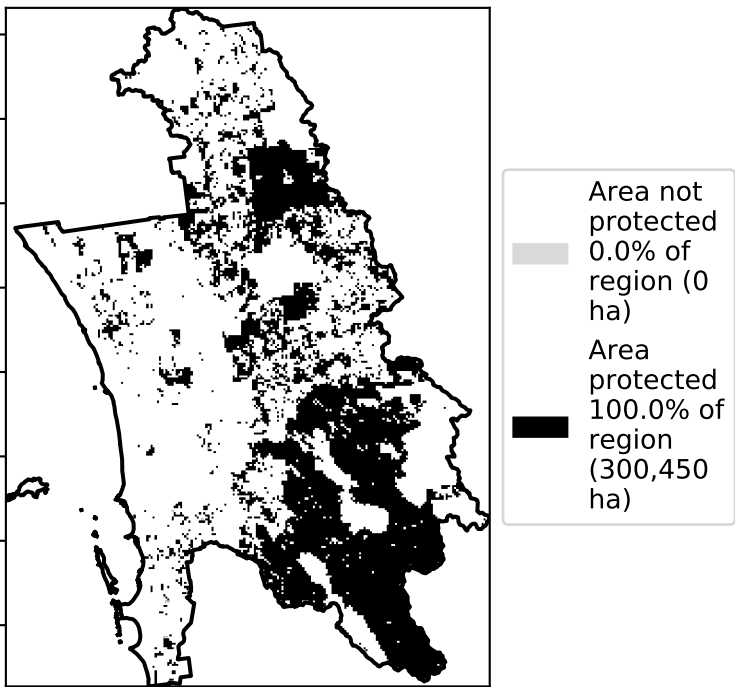 Area not
protected
0.0% of
region (0
ha)
Area
protected
100.0% of
region
(300,450
ha)